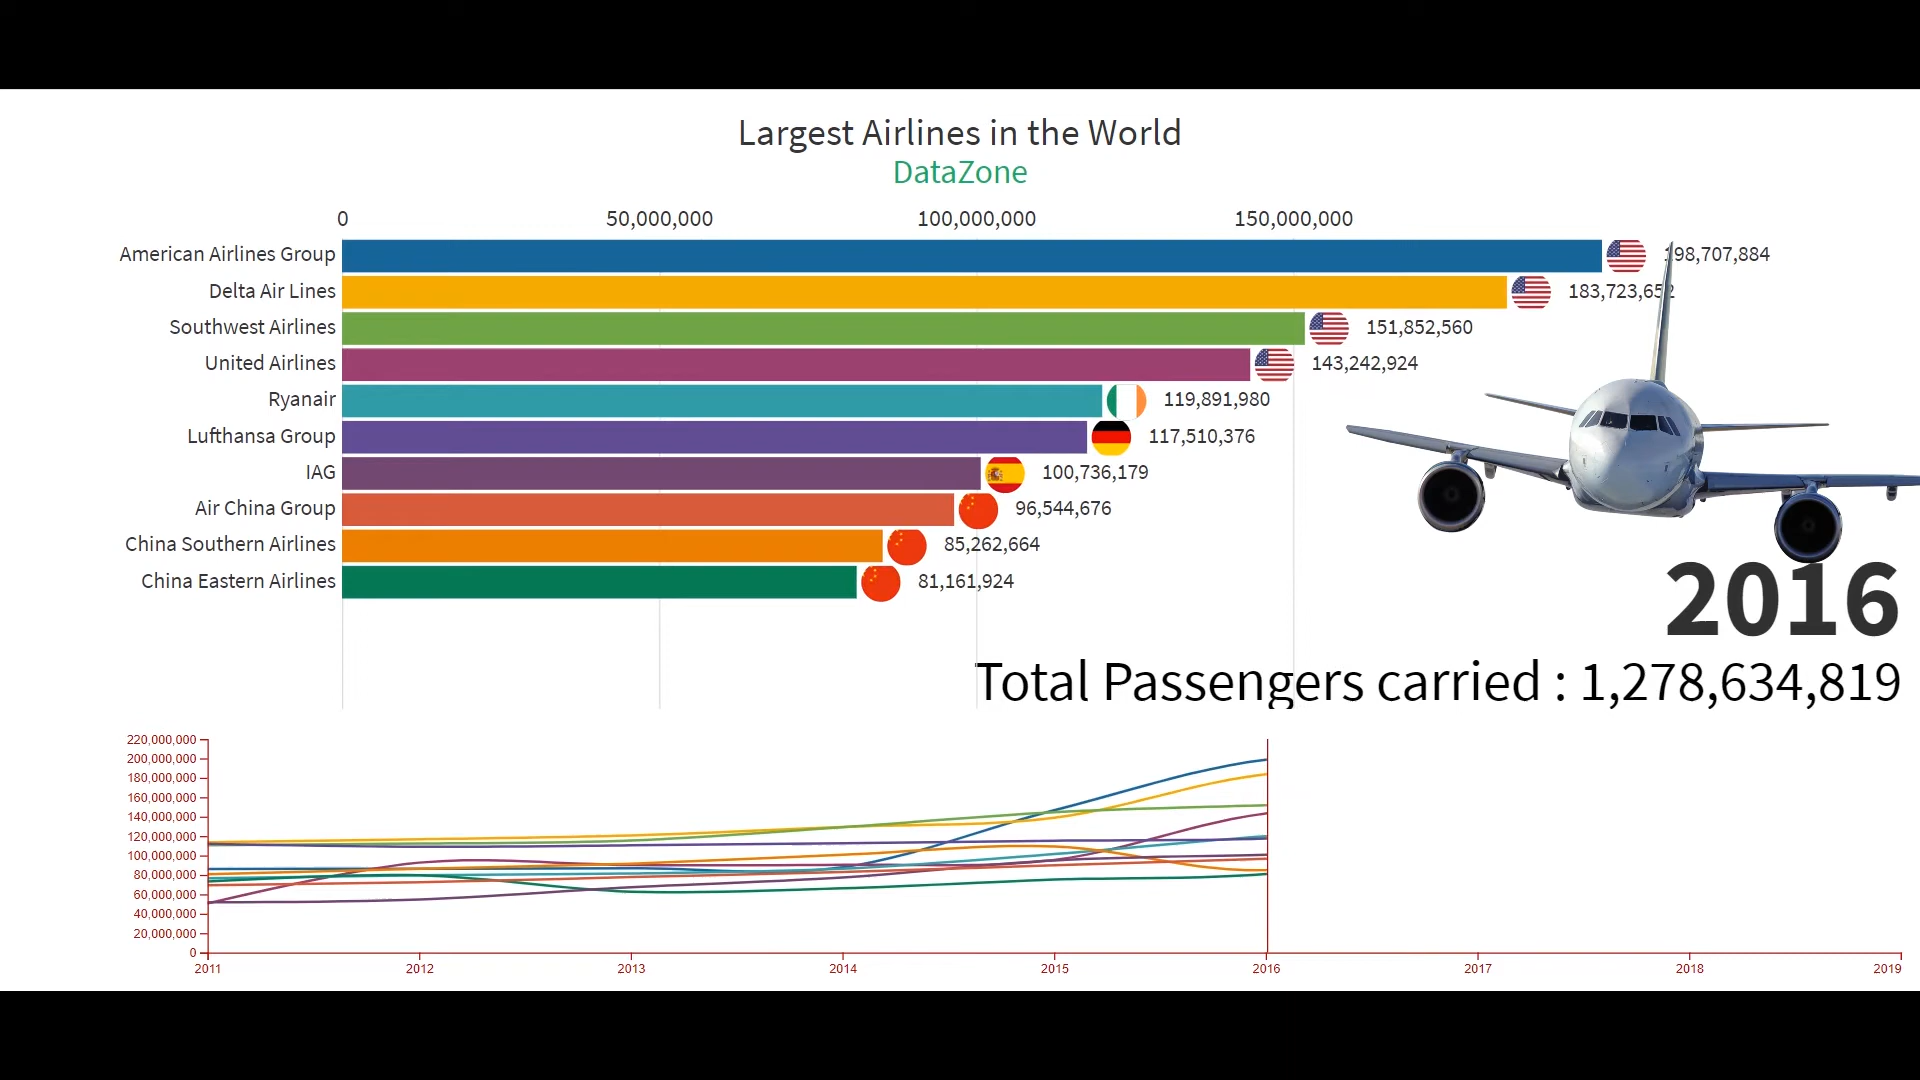 Largest Airlines in the World
DataZone
0 50,000,000 100,000,000 150,000,000
American Airlines Group 198,707,884
Delta Air Lines 183,723,652
Southwest Airlines 151,852,560
United Airlines 143,242,924
Ryanair 119,891,980
Lufthansa Group 117,510,376
IAG 100,736,179
Air China Group 96,544,676
China Southern Airlines 85,262,664
China Eastern Airlines 81,161,924
2016
Total Passengers carried : 1,278,634,819
220,000,000
200,000,000
180,000,000
160,000,000
140,000,000
120,000,000
100,000,000
80,000,000
60,000,000
40,000,000
20,000,000
0
2011 2012 2013 2014 2015 2016 2017 2018 2019